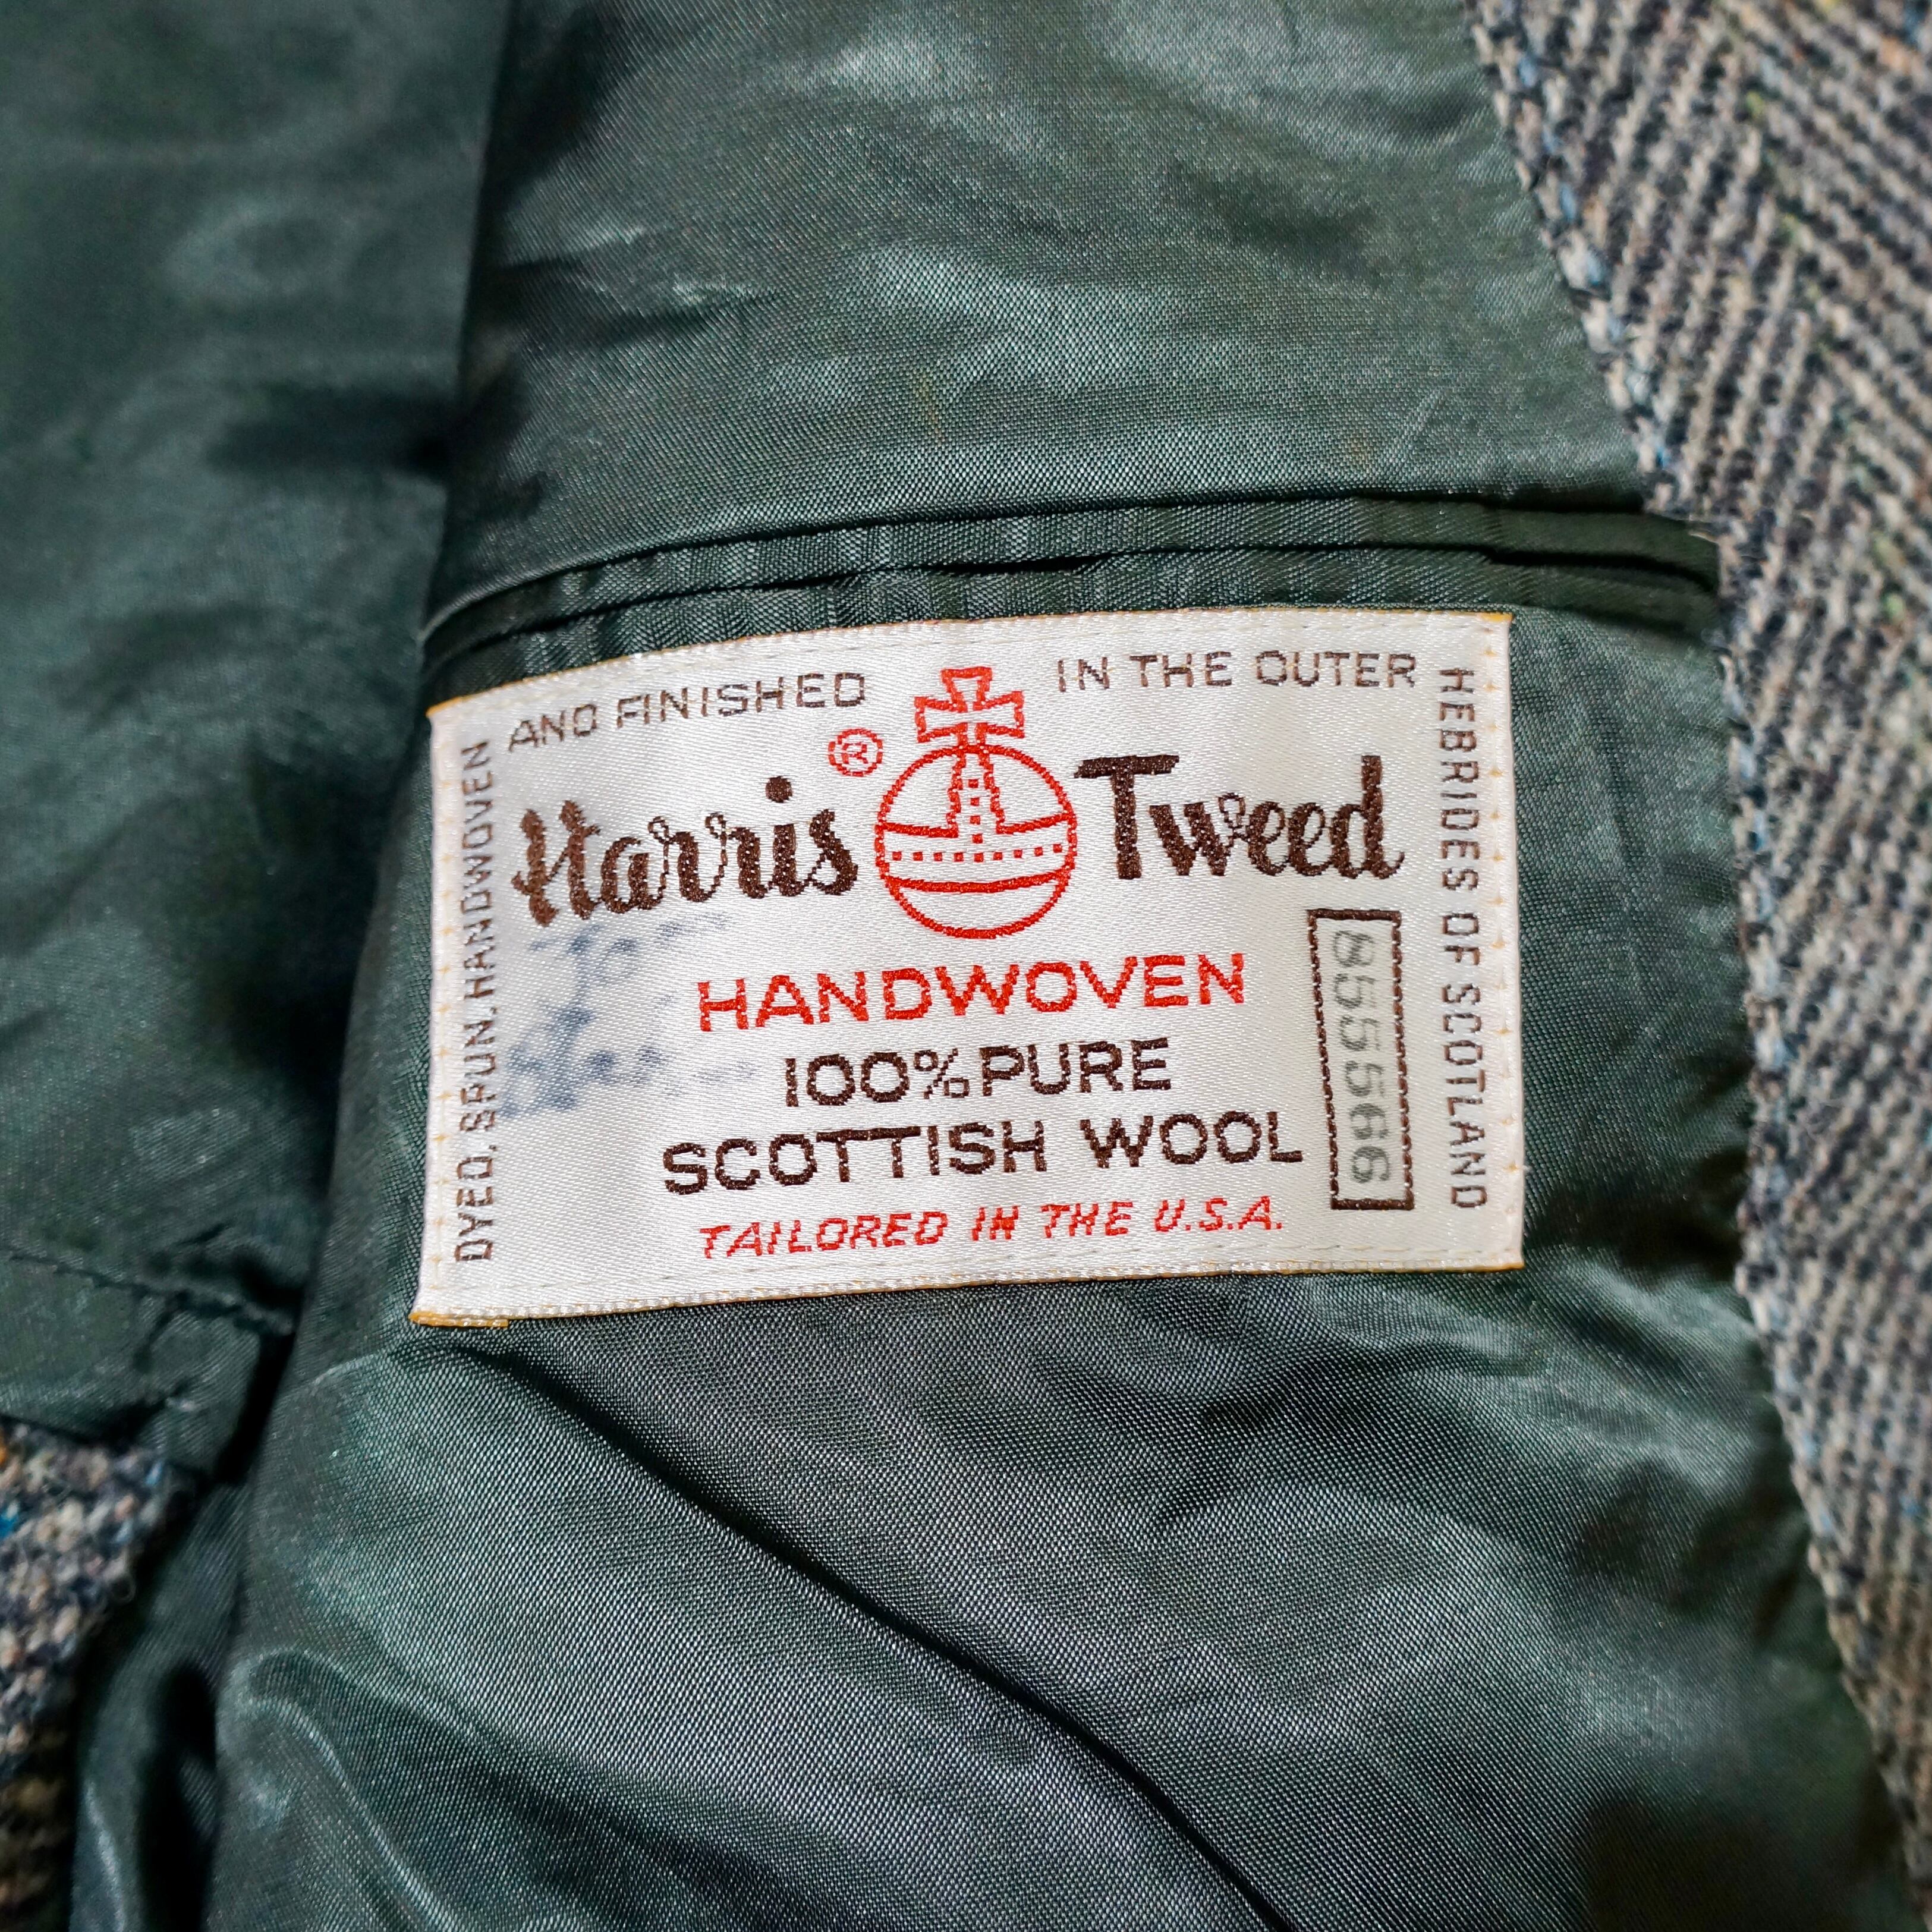 DYED, SPUN, HANDWOVEN
AND FINISHED
IN THE OUTER
HEBRIDES OF SCOTLAND
Harris ® Tweed
HANDWOVEN
100% PURE
SCOTTISH WOOL
TAILORED IN THE U.S.A.
855566